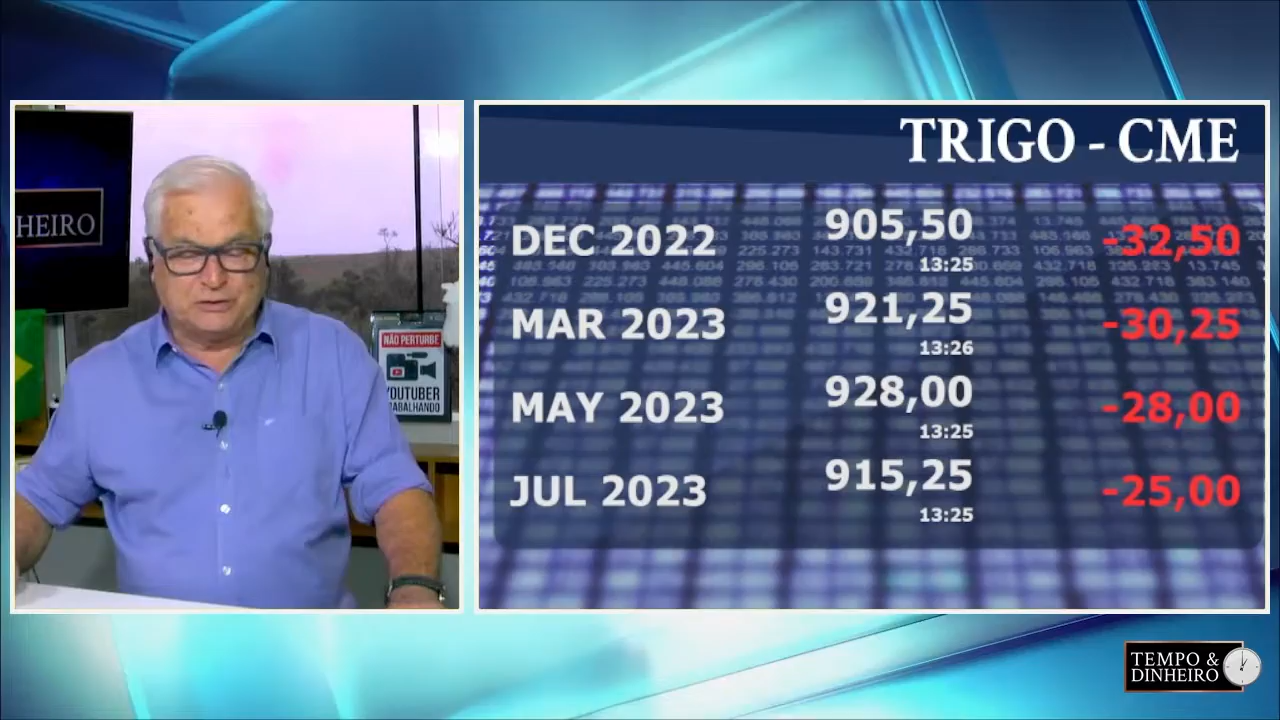 HEIRO
NÃO PERTURBE
YOUTUBER
TRABALHANDO
TRIGO - CME
DEC 2022 905,50 -32,50
13:25
MAR 2023 921,25 -30,25
13:26
MAY 2023 928,00 -28,00
13:25
JUL 2023 915,25 -25,00
13:25
TEMPO &
DINHEIRO